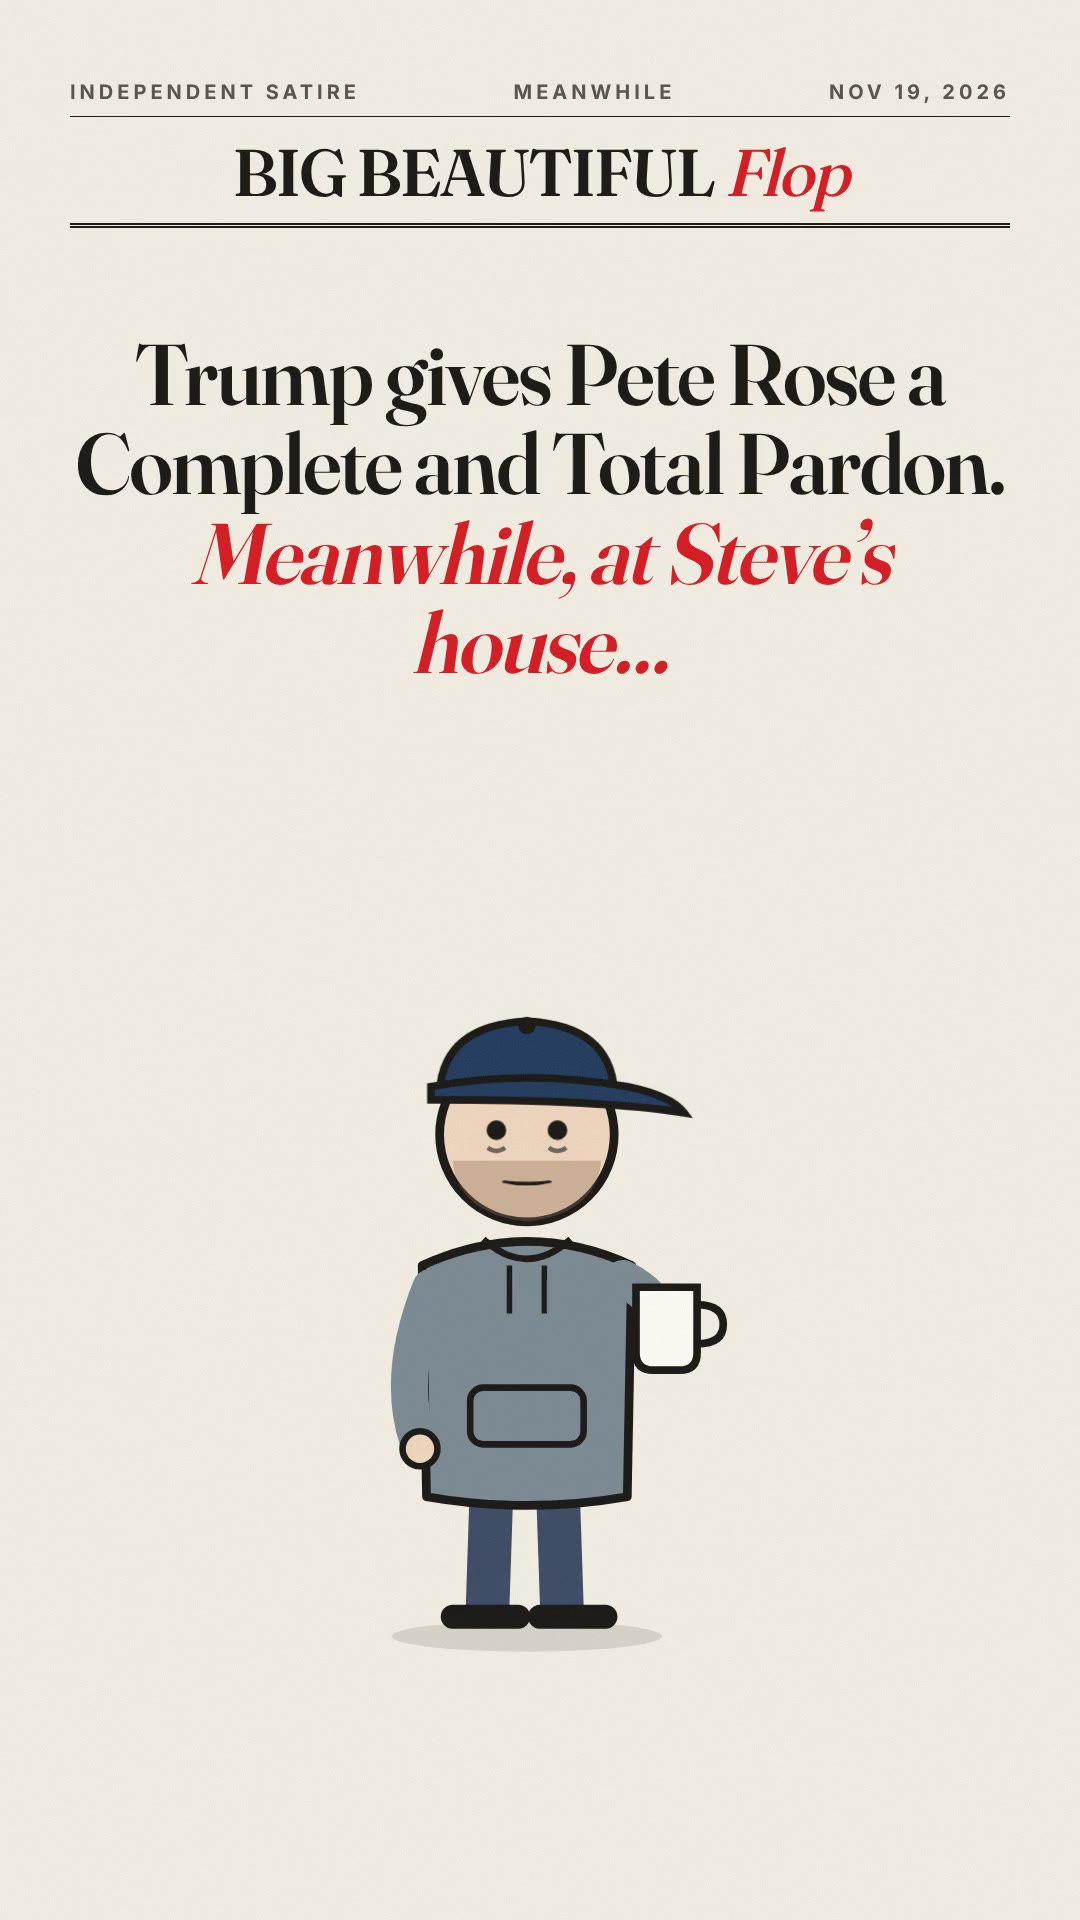 INDEPENDENT SATIRE MEANWHILE NOV 19, 2026
BIG BEAUTIFUL Flop
Trump gives Pete Rose a
Complete and Total Pardon.
Meanwhile, at Steve’s
house...